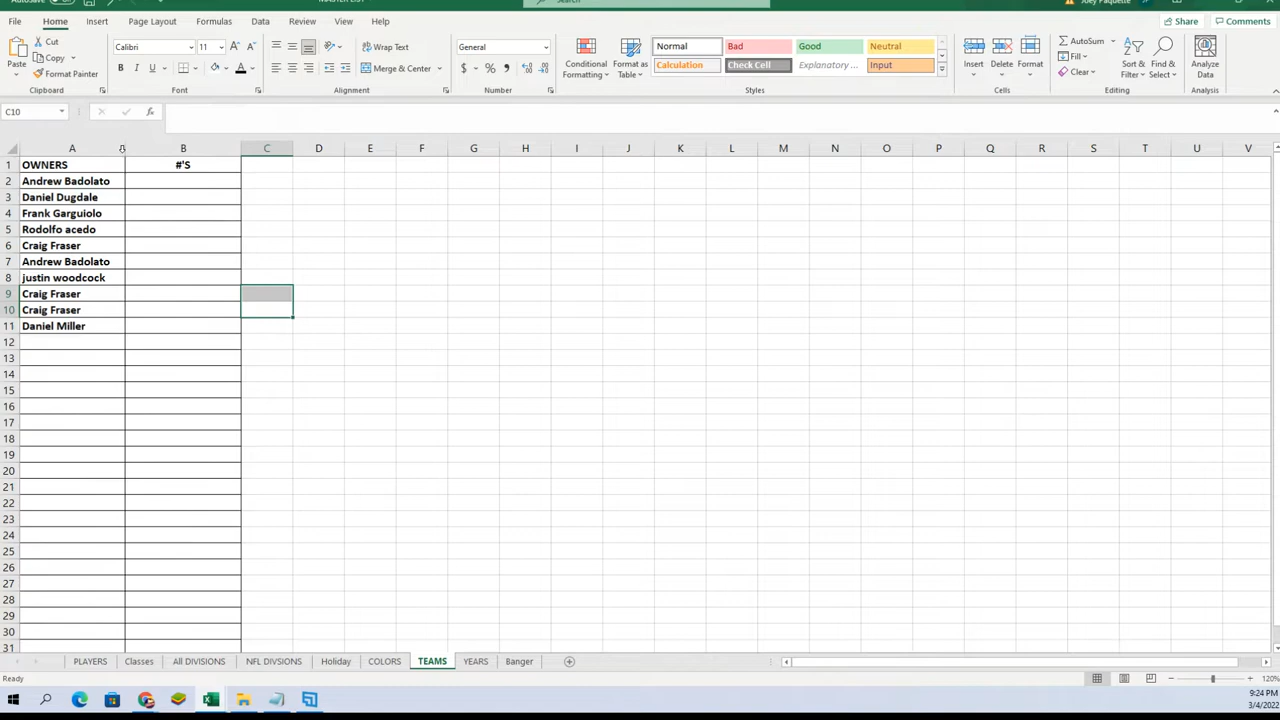 File Home Insert Page Layout Formulas Data Review View Help Share Comments
Cut
Copy
Format Painter
Paste
Clipboard
Calibri 11
B I U
Font
Wrap Text
Merge & Center
Alignment
General
$ % 9
Number
Conditional Formatting
Format as Table
Normal Bad Good Neutral
Calculation Check Cell Explanatory ... Input
Styles
Insert Delete Format
Cells
AutoSum
Fill
Clear
Sort & Filter
Find & Select
Editing
Analyze Data
Analysis
C10 fx
A B C D E F G H I J K L M N O P Q R S T U V
1 OWNERS #'S
2 Andrew Badolato
3 Daniel Dugdale
4 Frank Garguiolo
5 Rodolfo acedo
6 Craig Fraser
7 Andrew Badolato
8 justin woodcock
9 Craig Fraser
10 Craig Fraser
11 Daniel Miller
12
13
14
15
16
17
18
19
20
21
22
23
24
25
26
27
28
29
30
31
PLAYERS Classes All DIVISIONS NFL DIVSIONS Holiday COLORS TEAMS YEARS Banger
Ready 120%
9:24 PM
3/4/2022